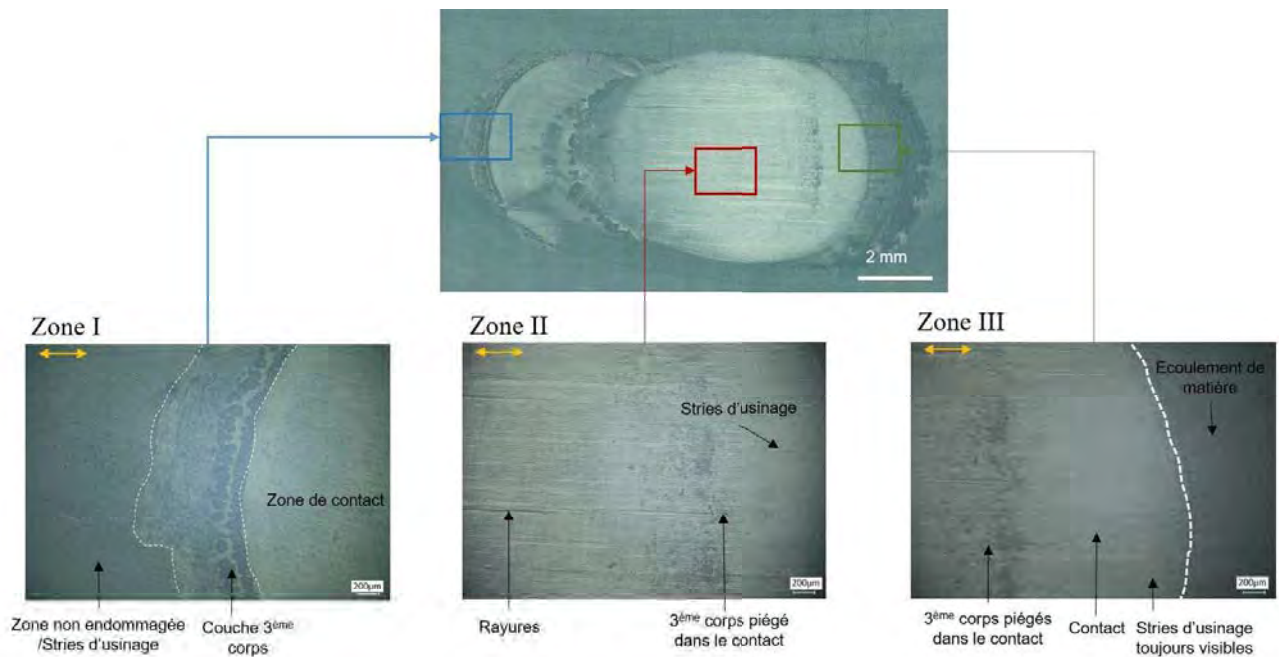 2 mm
Zone I
Zone II
Zone III
Zone de contact
200µm
Zone non endommagée
/Stries d'usinage
Couche 3ème
corps
Stries d'usinage
200µm
Rayures
3ème corps piégé
dans le contact
Ecoulement de
matière
200µm
3ème corps piégés
dans le contact
Contact
Stries d'usinage
toujours visibles